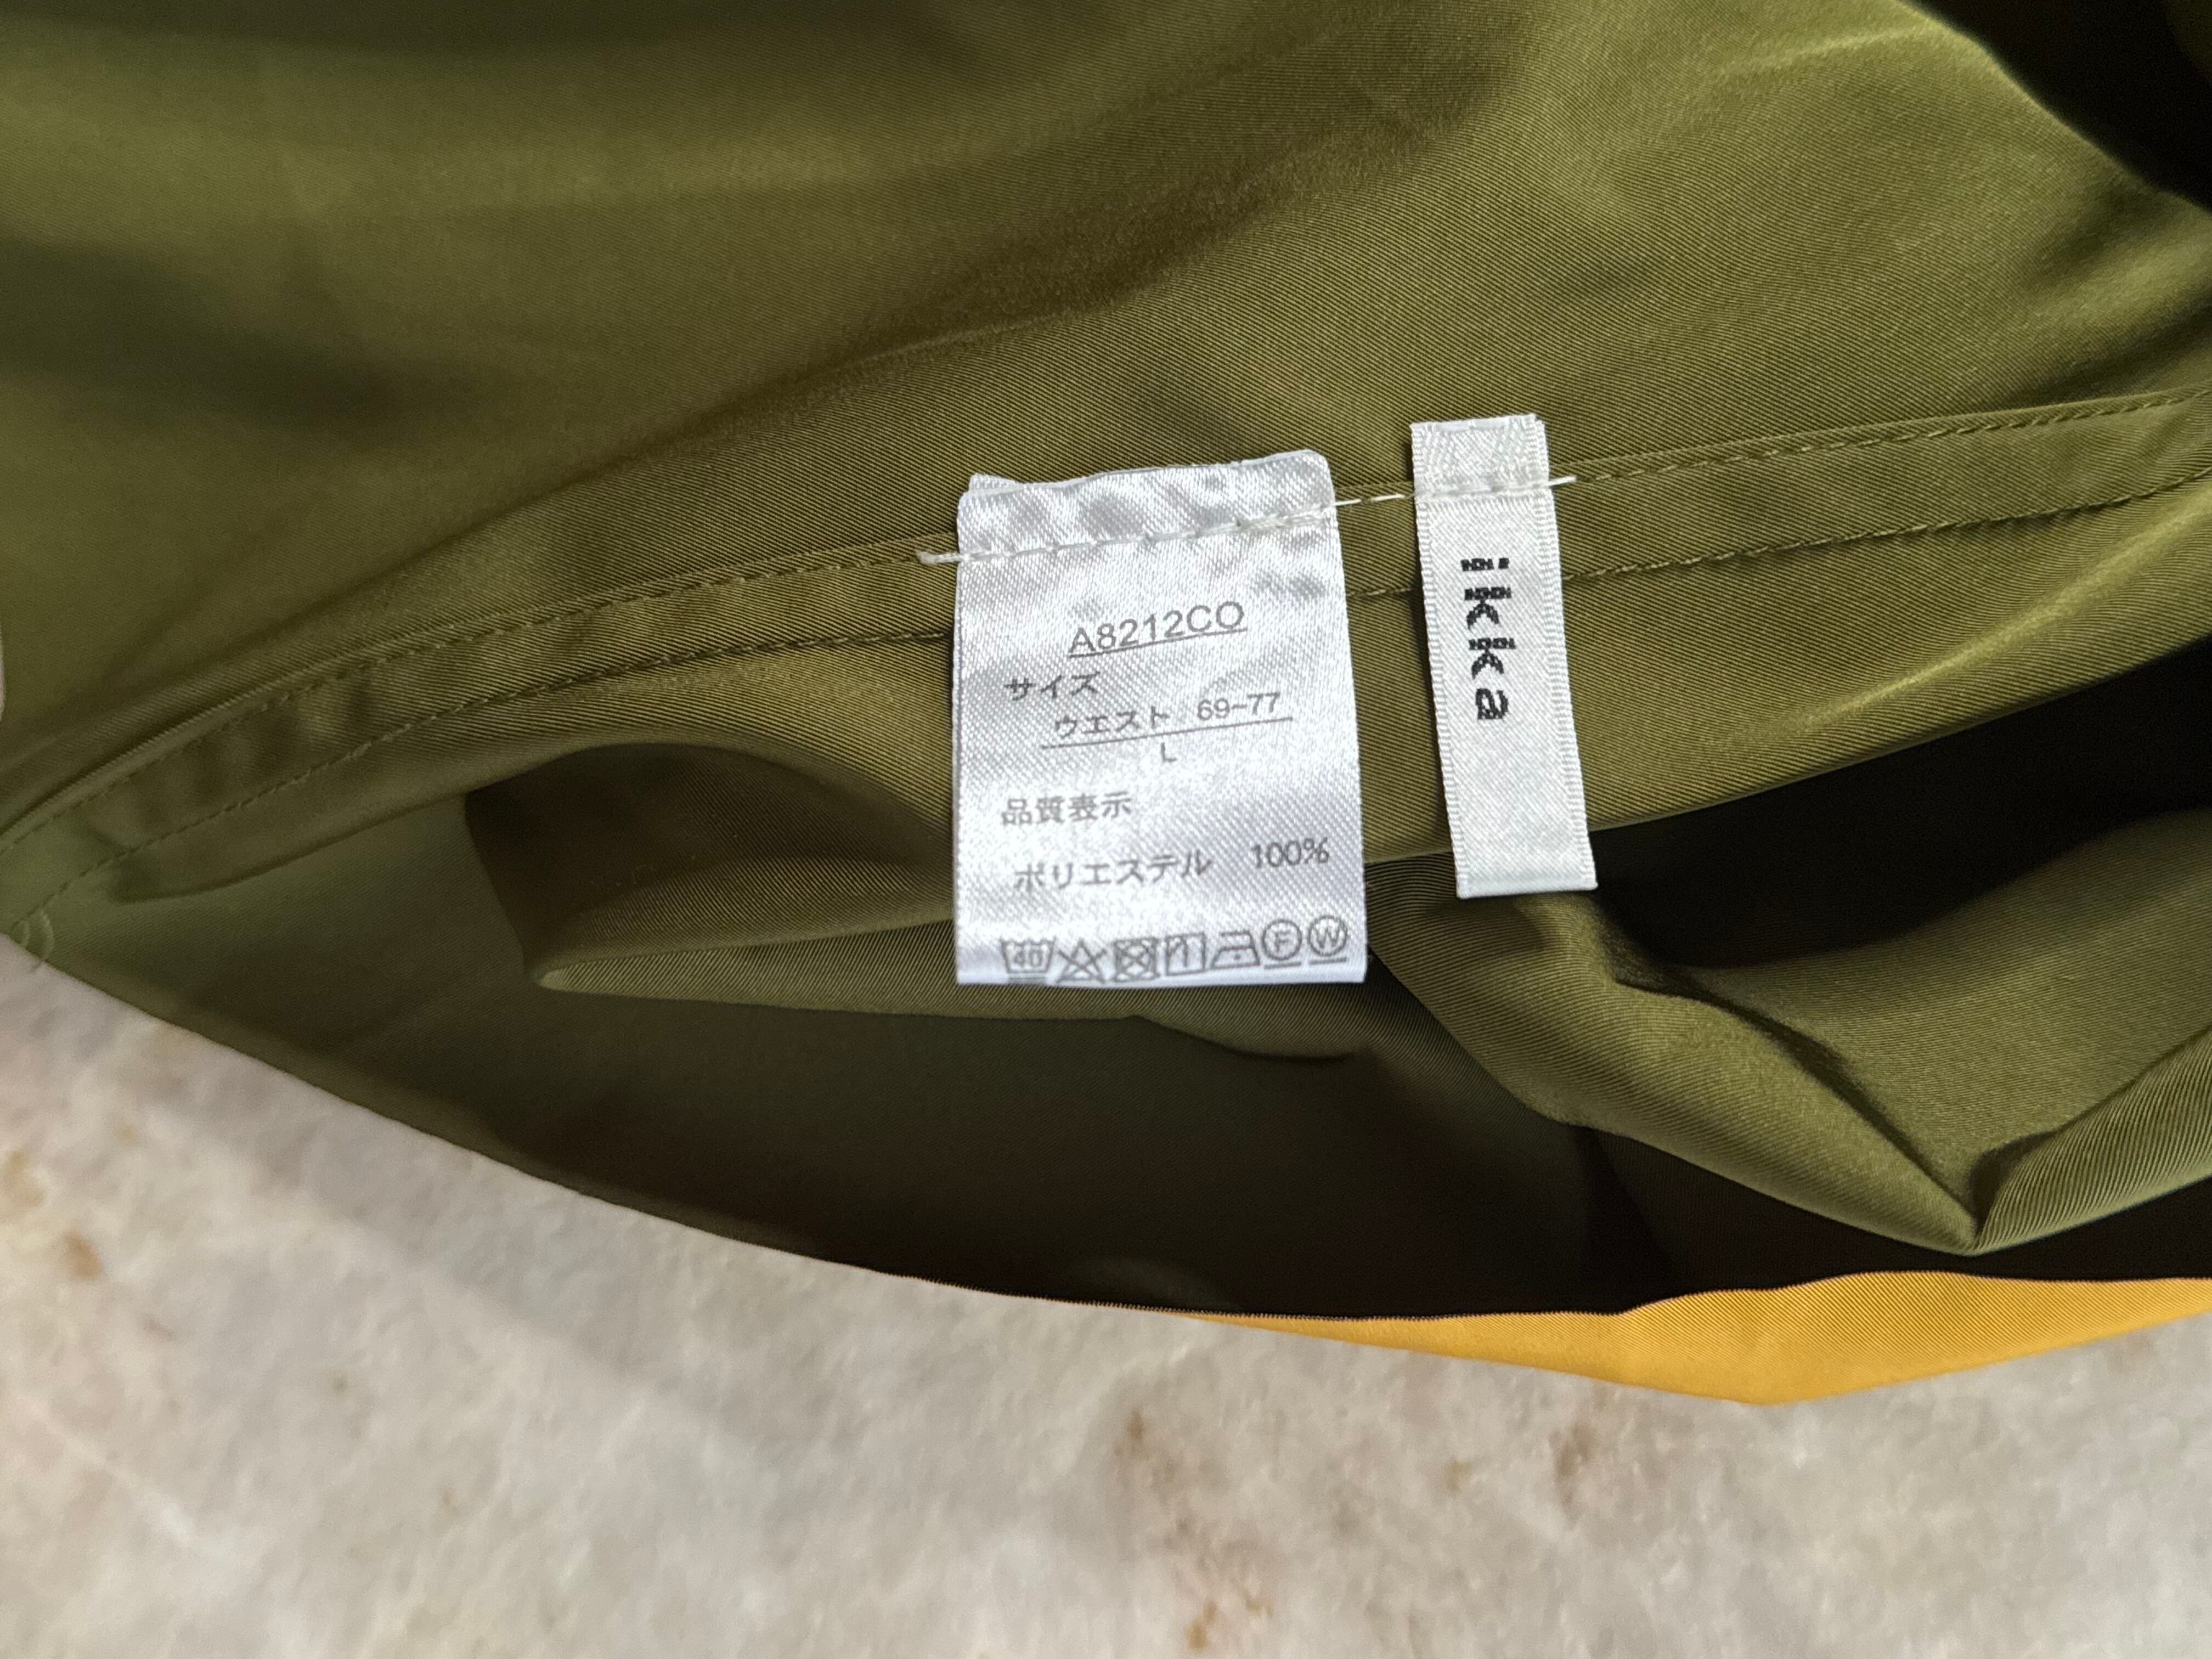 A8212CO
サイズ
ウエスト 69-77
L
品質表示
ポリエステル 100%
40 F W
ikka